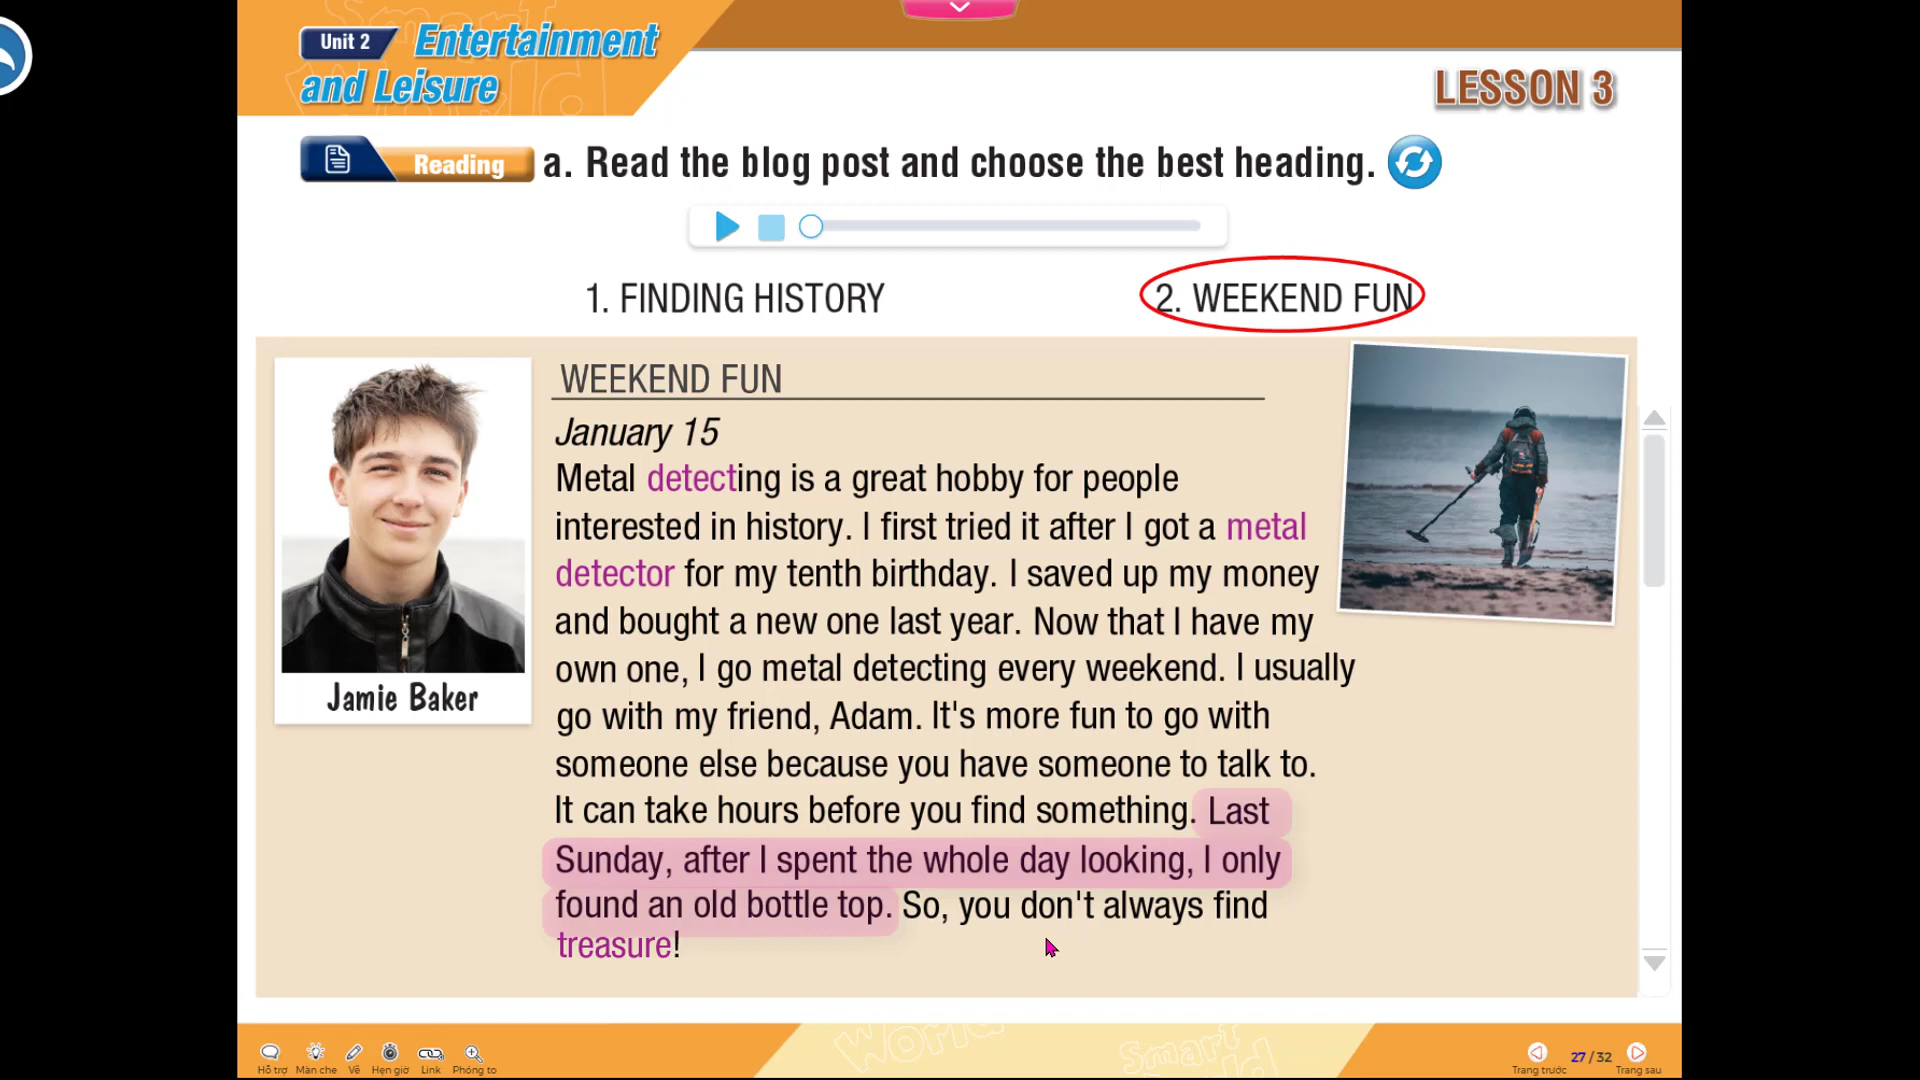 Unit 2 Entertainment
and Leisure
LESSON 3
Reading a. Read the blog post and choose the best heading.
1. FINDING HISTORY 2. WEEKEND FUN
WEEKEND FUN
January 15
Metal detecting is a great hobby for people
interested in history. I first tried it after I got a metal
detector for my tenth birthday. I saved up my money
and bought a new one last year. Now that I have my
own one, I go metal detecting every weekend. I usually
go with my friend, Adam. It's more fun to go with
someone else because you have someone to talk to.
It can take hours before you find something. Last
Sunday, after I spent the whole day looking, I only
found an old bottle top. So, you don't always find
treasure!
Jamie Baker
Hỗ trợ Màn che Vẽ Hẹn giờ Link Phóng to
World
Smart
Trang trước 27 / 32 Trang sau